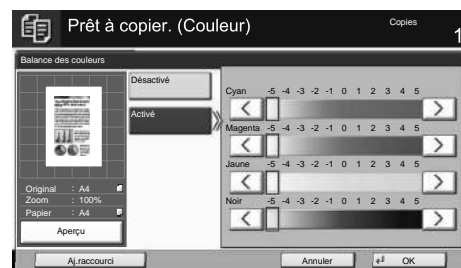 Prêt à copier. (Couleur)
Copies
1
Balance des couleurs
Désactivé
Activé
Cyan -5 -4 -3 -2 -1 0 1 2 3 4 5
Magenta -5 -4 -3 -2 -1 0 1 2 3 4 5
Jaune -5 -4 -3 -2 -1 0 1 2 3 4 5
Noir -5 -4 -3 -2 -1 0 1 2 3 4 5
Original : A4
Zoom : 100%
Papier : A4
Aperçu
Aj.raccourci
Annuler
OK